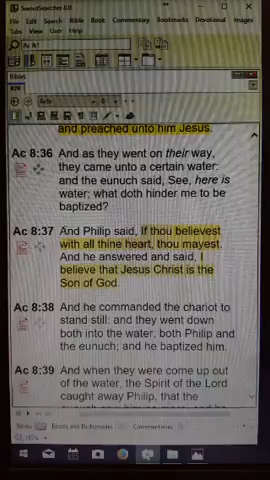 SwordSearcher 8.0
File Edit Search Bible Book Commentary Bookmarks Devotional Images
Tabs View User Help
Bibles
KJV
Acts
8
and preached unto him Jesus.
Ac 8:36 And as they went on their way,
they came unto a certain water:
and the eunuch said, See, here is
water; what doth hinder me to be
baptized?
Ac 8:37 And Philip said, If thou believest
with all thine heart, thou mayest.
And he answered and said, I
believe that Jesus Christ is the
Son of God.
Ac 8:38 And he commanded the chariot to
stand still: and they went down
both into the water, both Philip and
the eunuch; and he baptized him.
Ac 8:39 And when they were come up out
of the water, the Spirit of the Lord
caught away Philip, that the
Bibles Books and Dictionaries Commentaries